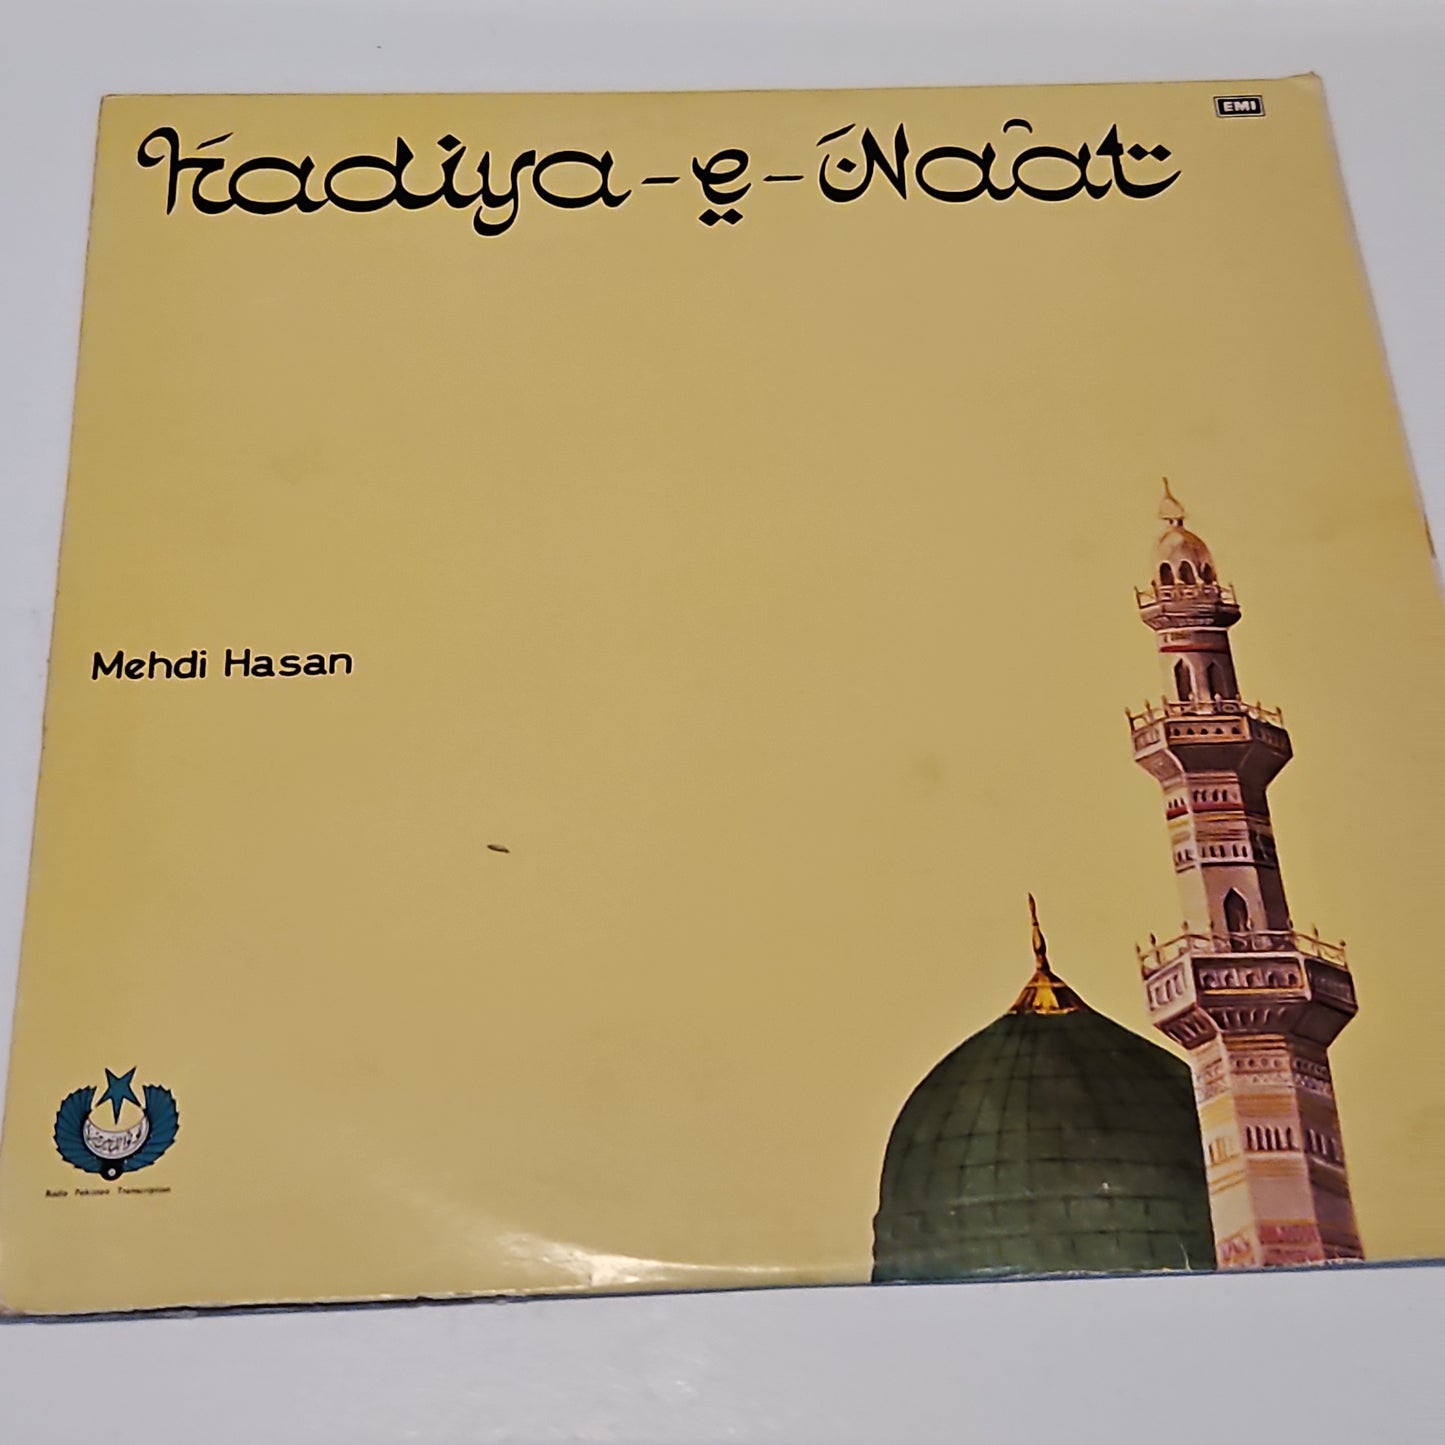 Hadiya-e-Naat
EMI
Mehdi Hasan
Radio Pakistan Transcription